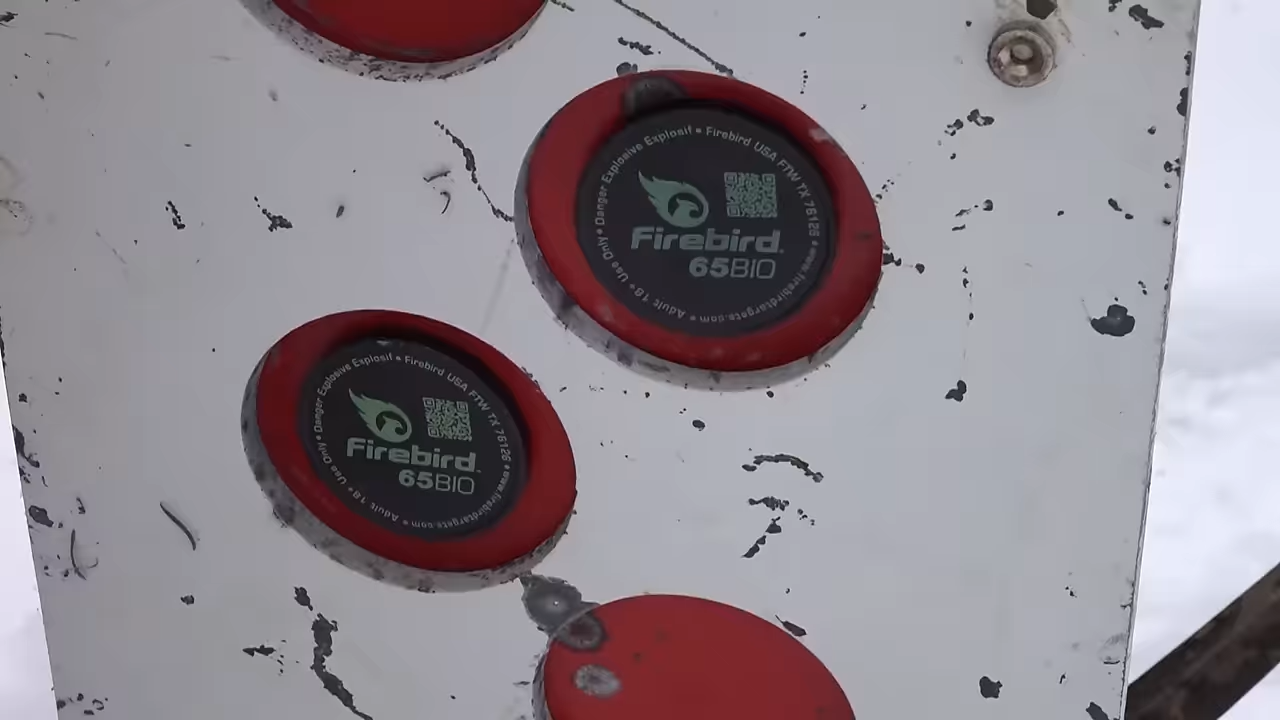 Danger Explosive Explosif • Firebird USA FTW TX 76126 • www.firebirdtargets.com • Adult 18+ Use Only •
Firebird
65BIO
Danger Explosive Explosif • Firebird USA FTW TX 76126 • www.firebirdtargets.com • Adult 18+ Use Only •
Firebird
65BIO